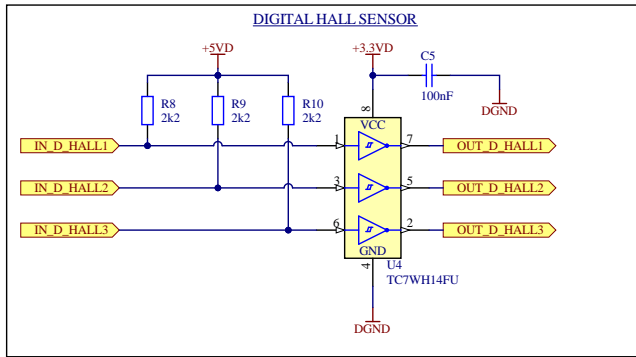 DIGITAL HALL SENSOR
+5VD
+3.3VD
C5
100nF
DGND
R8
2k2
R9
2k2
R10
2k2
8
VCC
IN_D_HALL1
1
7
OUT_D_HALL1
IN_D_HALL2
3
5
OUT_D_HALL2
IN_D_HALL3
6
2
OUT_D_HALL3
GND
4
U4
TC7WH14FU
DGND